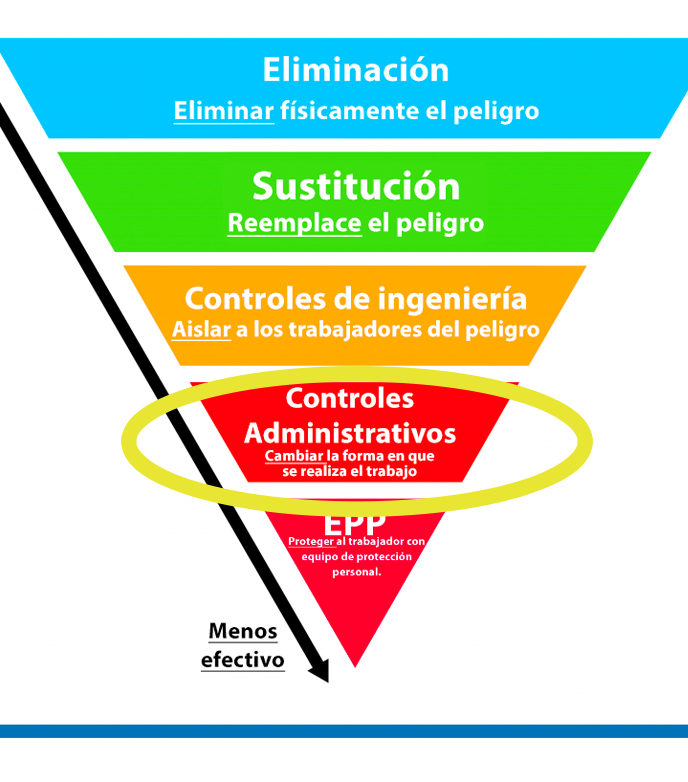 Eliminación
Eliminar físicamente el peligro
Sustitución
Reemplace el peligro
Controles de ingeniería
Aislar a los trabajadores del peligro
Controles
Administrativos
Cambiar la forma en que
se realiza el trabajo
EPP
Proteger al trabajador con
equipo de protección
personal.
Menos
efectivo